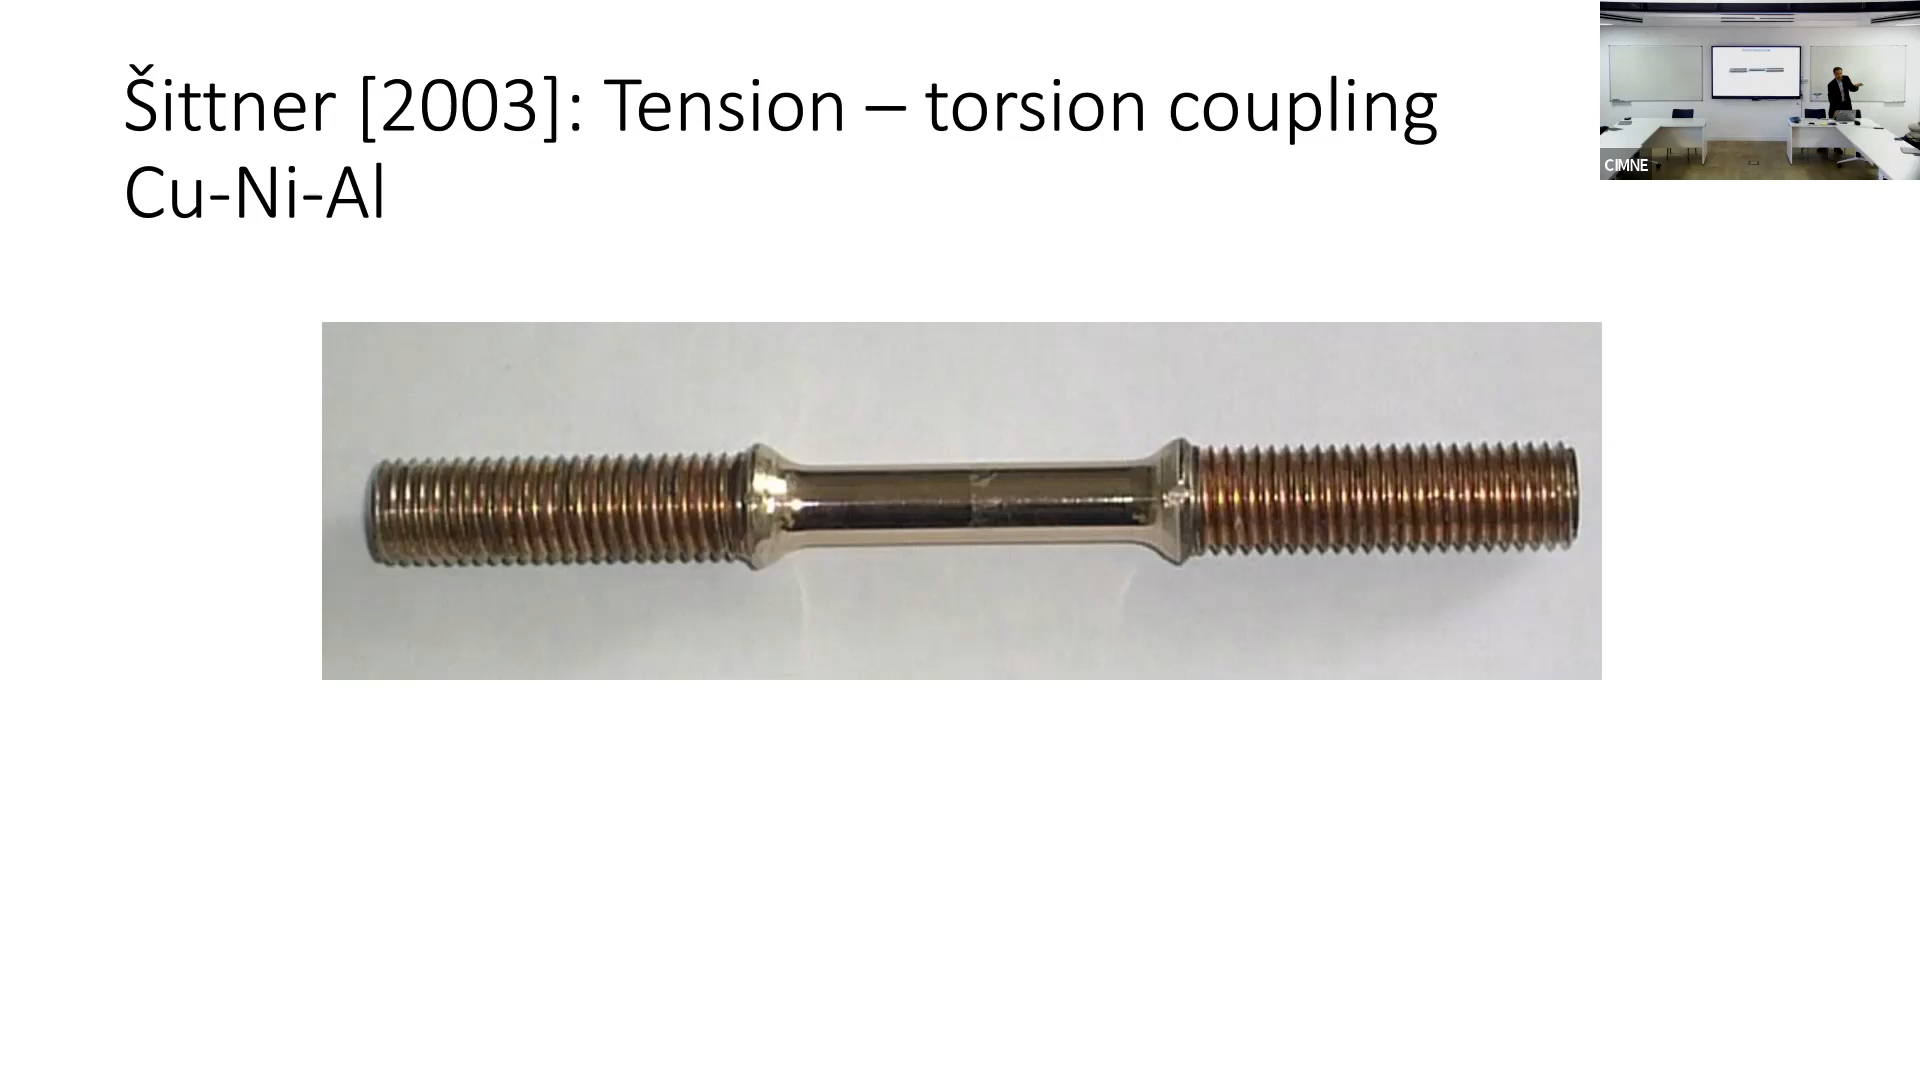 Šittner [2003]: Tension – torsion coupling
Cu-Ni-Al
CIMNE